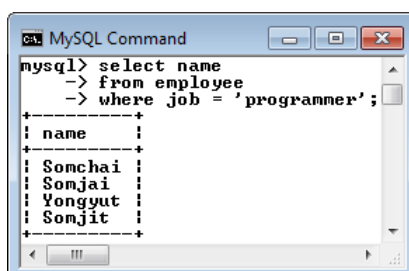 MySQL Command
mysql> select name
    -> from employee
    -> where job = 'programmer';
+----------+
| name     |
+----------+
| Somchai  |
| Somjai   |
| Yongyut  |
| Somjit   |
+----------+